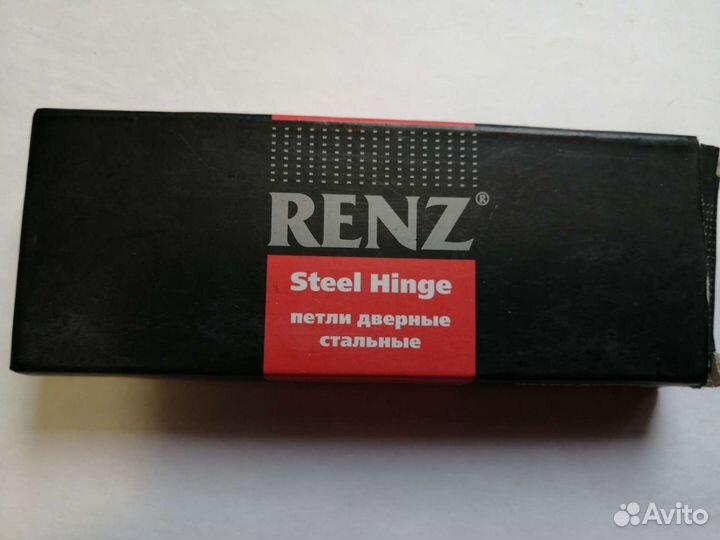 RENZ®
Steel Hinge
петли дверные
стальные
Avito